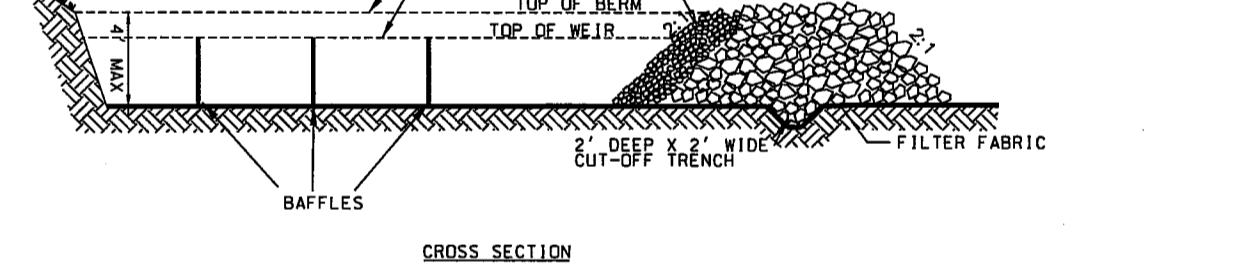 TOP OF BERM
TOP OF WEIR
4' MAX
2:1
2' DEEP X 2' WIDE
CUT-OFF TRENCH
FILTER FABRIC
BAFFLES
CROSS SECTION